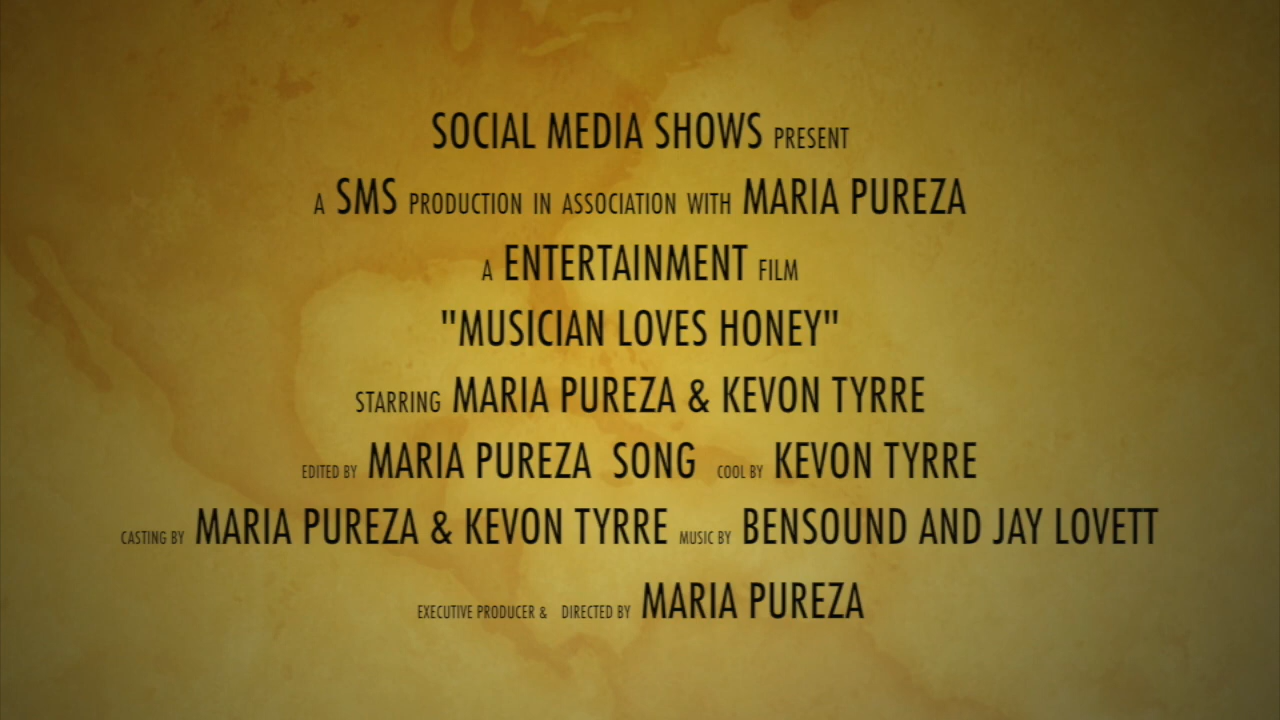 SOCIAL MEDIA SHOWS PRESENT
A SMS PRODUCTION IN ASSOCIATION WITH MARIA PUREZA
A ENTERTAINMENT FILM
"MUSICIAN LOVES HONEY"
STARRING MARIA PUREZA & KEVON TYRRE
EDITED BY MARIA PUREZA SONG COOL BY KEVON TYRRE
CASTING BY MARIA PUREZA & KEVON TYRRE MUSIC BY BENSOUND AND JAY LOVETT
EXECUTIVE PRODUCER & DIRECTED BY MARIA PUREZA